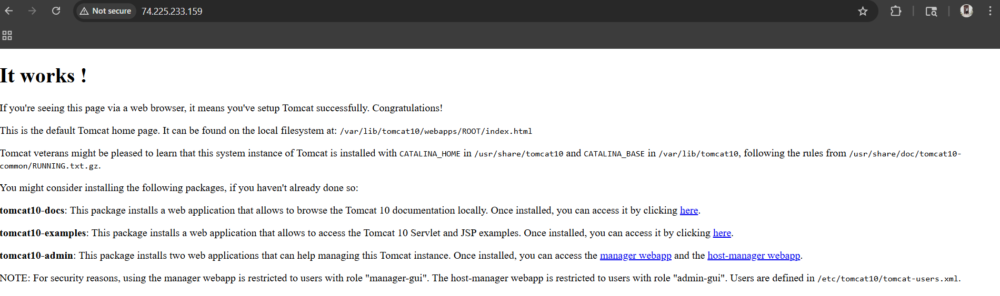 Not secure 74.225.233.159
It works !
If you're seeing this page via a web browser, it means you've setup Tomcat successfully. Congratulations!
This is the default Tomcat home page. It can be found on the local filesystem at: /var/lib/tomcat10/webapps/ROOT/index.html
Tomcat veterans might be pleased to learn that this system instance of Tomcat is installed with CATALINA_HOME in /usr/share/tomcat10 and CATALINA_BASE in /var/lib/tomcat10, following the rules from /usr/share/doc/tomcat10-
common/RUNNING.txt.gz.
You might consider installing the following packages, if you haven't already done so:
tomcat10-docs: This package installs a web application that allows to browse the Tomcat 10 documentation locally. Once installed, you can access it by clicking here.
tomcat10-examples: This package installs a web application that allows to access the Tomcat 10 Servlet and JSP examples. Once installed, you can access it by clicking here.
tomcat10-admin: This package installs two web applications that can help managing this Tomcat instance. Once installed, you can access the manager webapp and the host-manager webapp.
NOTE: For security reasons, using the manager webapp is restricted to users with role "manager-gui". The host-manager webapp is restricted to users with role "admin-gui". Users are defined in /etc/tomcat10/tomcat-users.xml.